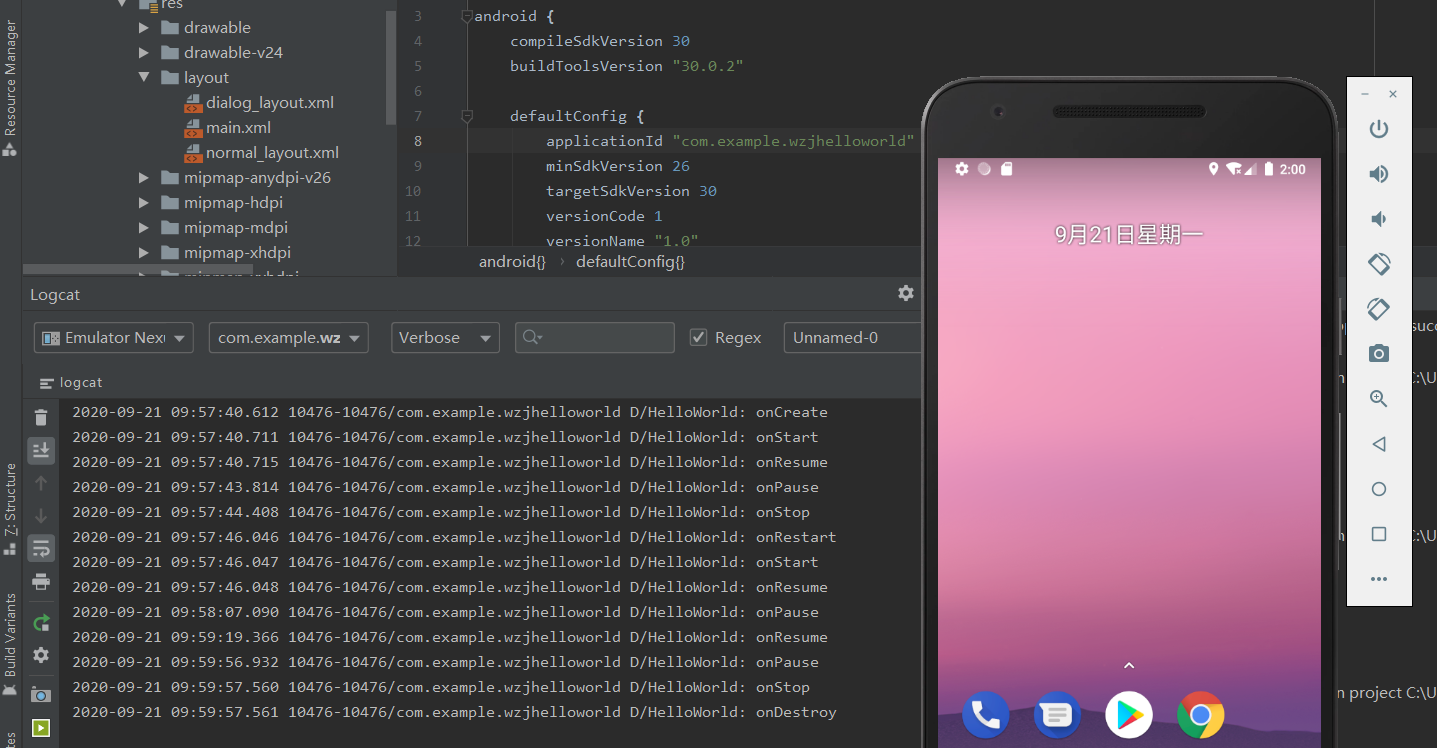 res
drawable
drawable-v24
layout
dialog_layout.xml
main.xml
normal_layout.xml
mipmap-anydpi-v26
mipmap-hdpi
mipmap-mdpi
mipmap-xhdpi
Resource Manager
3 android {
4 compileSdkVersion 30
5 buildToolsVersion "30.0.2"
6
7 defaultConfig {
8 applicationId "com.example.wzjhelloworld"
9 minSdkVersion 26
10 targetSdkVersion 30
11 versionCode 1
12 versionName "1.0"
android{} › defaultConfig{}
Logcat
Emulator Nex
com.example.wz
Verbose
Regex
Unnamed-0
logcat
2020-09-21 09:57:40.612 10476-10476/com.example.wzjhelloworld D/HelloWorld: onCreate
2020-09-21 09:57:40.711 10476-10476/com.example.wzjhelloworld D/HelloWorld: onStart
2020-09-21 09:57:40.715 10476-10476/com.example.wzjhelloworld D/HelloWorld: onResume
2020-09-21 09:57:43.814 10476-10476/com.example.wzjhelloworld D/HelloWorld: onPause
2020-09-21 09:57:44.408 10476-10476/com.example.wzjhelloworld D/HelloWorld: onStop
2020-09-21 09:57:46.046 10476-10476/com.example.wzjhelloworld D/HelloWorld: onRestart
2020-09-21 09:57:46.047 10476-10476/com.example.wzjhelloworld D/HelloWorld: onStart
2020-09-21 09:57:46.048 10476-10476/com.example.wzjhelloworld D/HelloWorld: onResume
2020-09-21 09:58:07.090 10476-10476/com.example.wzjhelloworld D/HelloWorld: onPause
2020-09-21 09:59:19.366 10476-10476/com.example.wzjhelloworld D/HelloWorld: onResume
2020-09-21 09:59:56.932 10476-10476/com.example.wzjhelloworld D/HelloWorld: onPause
2020-09-21 09:59:57.560 10476-10476/com.example.wzjhelloworld D/HelloWorld: onStop
2020-09-21 09:59:57.561 10476-10476/com.example.wzjhelloworld D/HelloWorld: onDestroy
Z: Structure
Build Variants
2:00
9月21日星期一
succ
C:\U
C:\U
n project C:\U